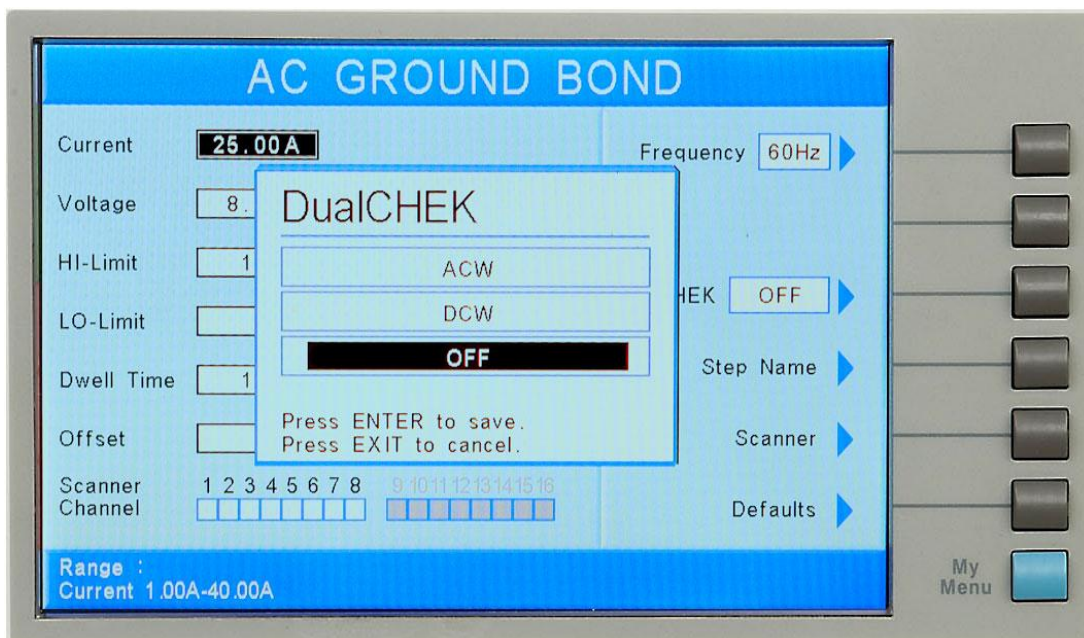 AC GROUND BOND
Current 25.00A
Voltage 8.
HI-Limit 1
LO-Limit
Dwell Time 1
Offset
Scanner Channel 1 2 3 4 5 6 7 8 9 10 11 12 13 14 15 16
DualCHEK
ACW
DCW
OFF
Press ENTER to save.
Press EXIT to cancel.
Frequency 60Hz
HEK OFF
Step Name
Scanner
Defaults
Range :
Current 1.00A-40.00A
My
Menu